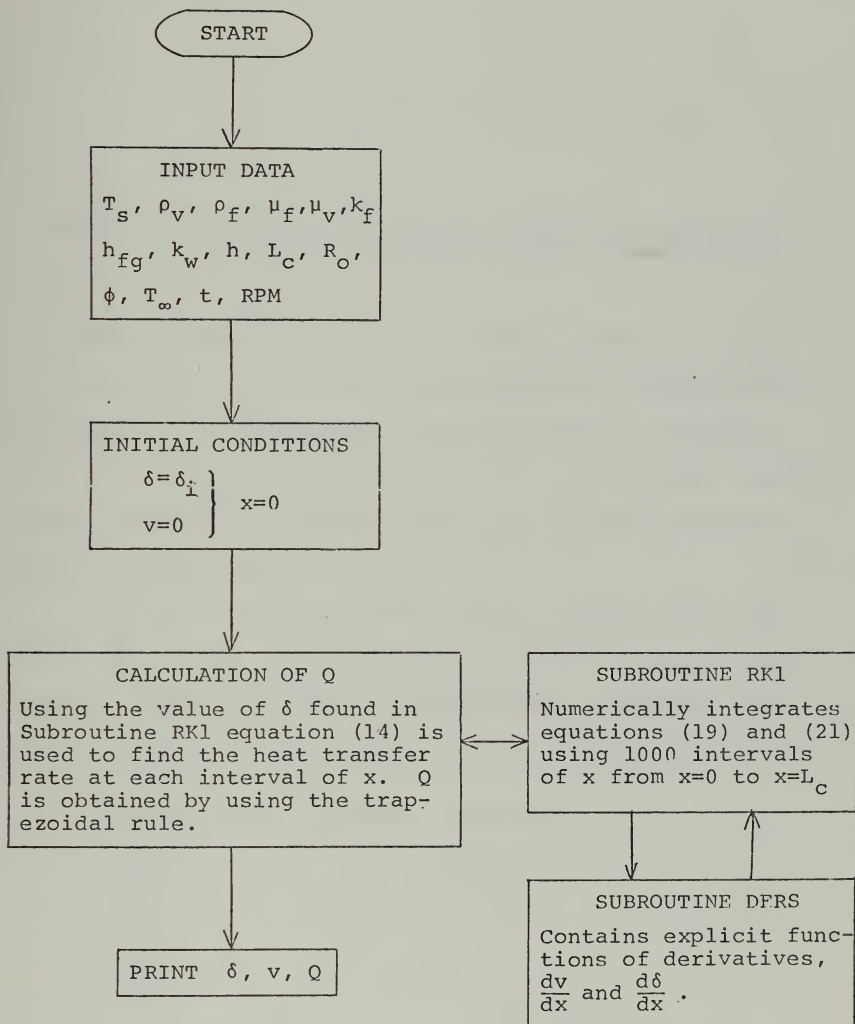 START
INPUT DATA
T_s, ρ_v, ρ_f, μ_f, μ_v, k_f
h_fg, k_w, h, L_c, R_o,
φ, T_∞, t, RPM
INITIAL CONDITIONS
δ=δ_i
v=0 } x=0
CALCULATION OF Q
Using the value of δ found in
Subroutine RK1 equation (14) is
used to find the heat transfer
rate at each interval of x. Q
is obtained by using the trap-
ezoidal rule.
SUBROUTINE RK1
Numerically integrates
equations (19) and (21)
using 1000 intervals
of x from x=0 to x=L_c
SUBROUTINE DERS
Contains explicit func-
tions of derivatives,
dv/dx and dδ/dx .
PRINT δ, v, Q